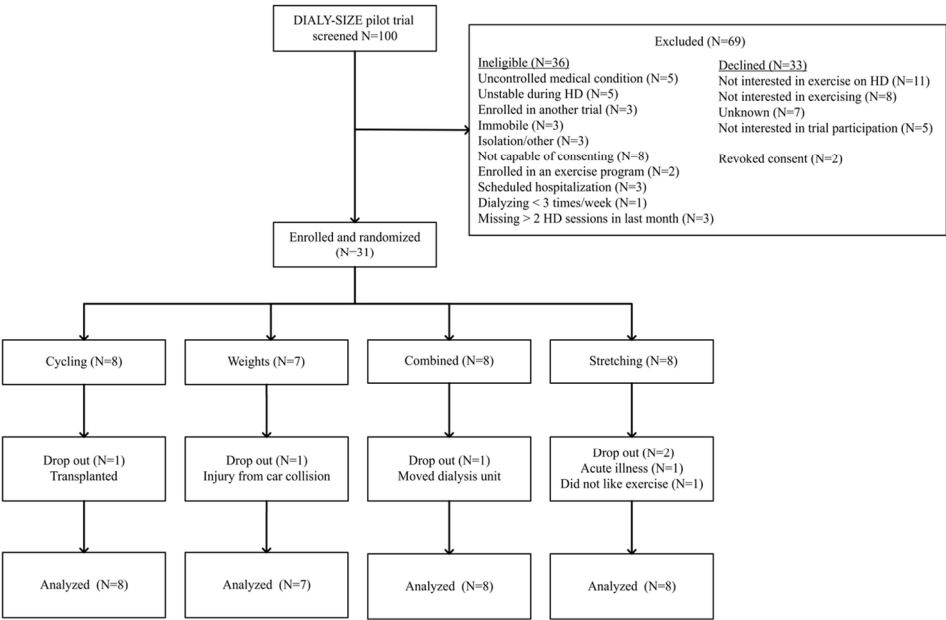 DIALY-SIZE pilot trial
screened N=100
Excluded (N=69)
Ineligible (N=36)
Uncontrolled medical condition (N=5)
Unstable during HD (N=5)
Enrolled in another trial (N=3)
Immobile (N=3)
Isolation/other (N=3)
Not capable of consenting (N=8)
Enrolled in an exercise program (N=2)
Scheduled hospitalization (N=3)
Dialyzing < 3 times/week (N=1)
Missing > 2 HD sessions in last month (N=3)
Declined (N=33)
Not interested in exercise on HD (N=11)
Not interested in exercising (N=8)
Unknown (N=7)
Not interested in trial participation (N=5)
Revoked consent (N=2)
Enrolled and randomized
(N=31)
Cycling (N=8)
Weights (N=7)
Combined (N=8)
Stretching (N=8)
Drop out (N=1)
Transplanted
Drop out (N=1)
Injury from car collision
Drop out (N=1)
Moved dialysis unit
Drop out (N=2)
Acute illness (N=1)
Did not like exercise (N=1)
Analyzed (N=8)
Analyzed (N=7)
Analyzed (N=8)
Analyzed (N=8)